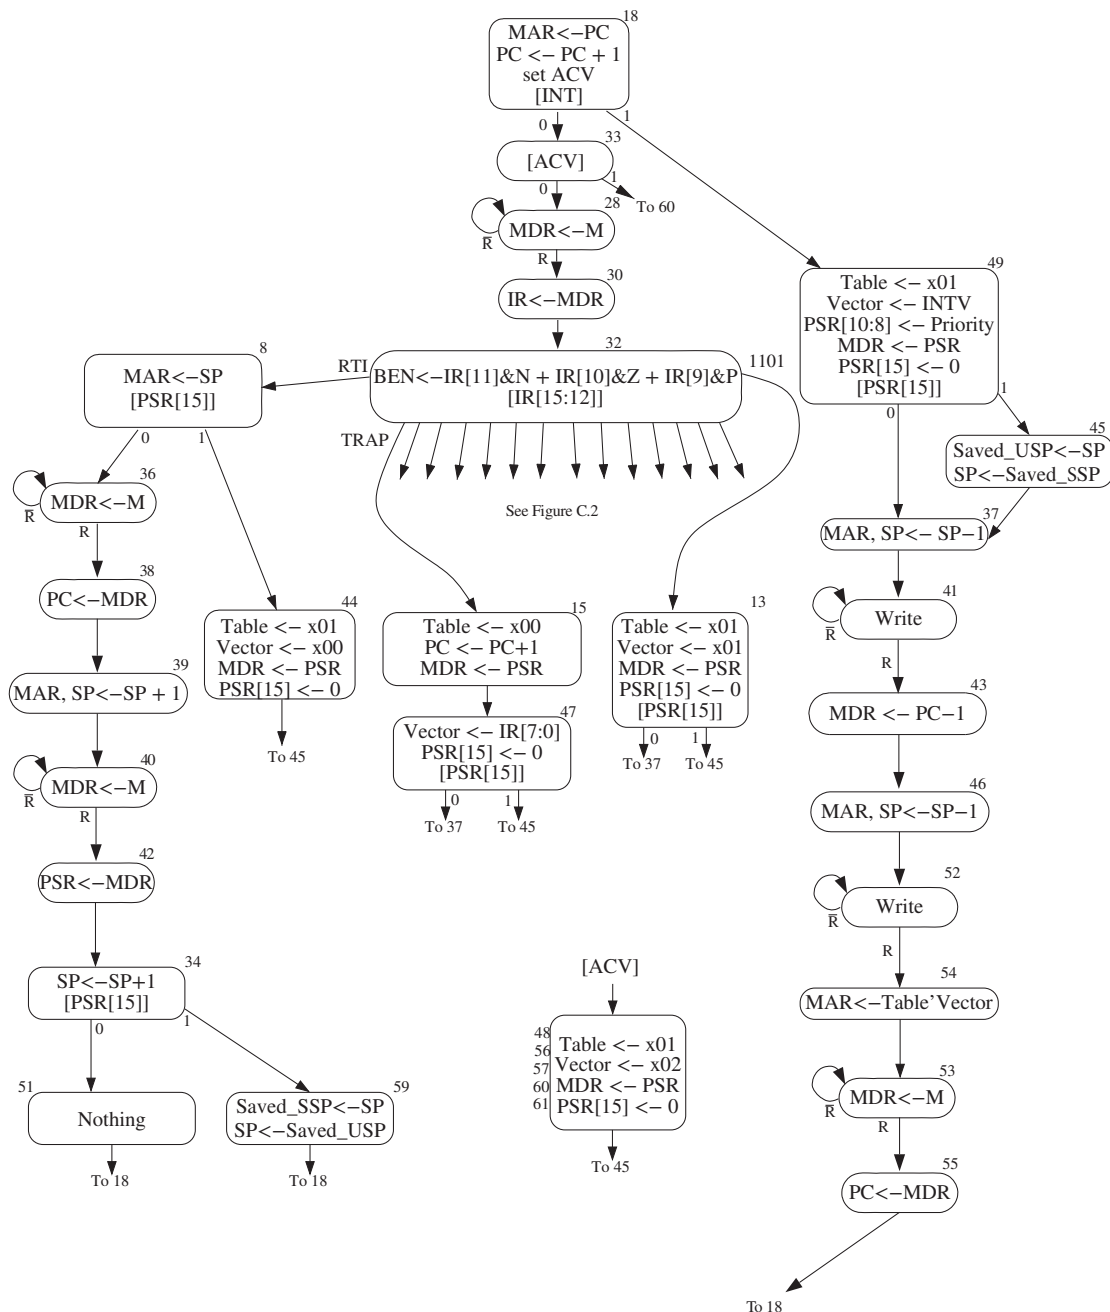 18
MAR<−PC
PC <− PC + 1
set ACV
[INT]
0
1
33
[ACV]
0
1
To 60
28
MDR<−M
R̅
R
30
IR<−MDR
32
BEN<−IR[11]&N + IR[10]&Z + IR[9]&P
[IR[15:12]]
RTI
1101
TRAP
See Figure C.2
8
MAR<−SP
[PSR[15]]
0
1
36
MDR<−M
R̅
R
38
PC<−MDR
39
MAR, SP<−SP + 1
40
MDR<−M
R̅
R
42
PSR<−MDR
34
SP<−SP+1
[PSR[15]]
0
1
51
Nothing
To 18
59
Saved_SSP<−SP
SP<−Saved_USP
To 18
44
Table <− x01
Vector <− x00
MDR <− PSR
PSR[15] <− 0
To 45
15
Table <− x00
PC <− PC+1
MDR <− PSR
47
Vector <− IR[7:0]
PSR[15] <− 0
[PSR[15]]
0
1
To 37
To 45
13
Table <− x01
Vector <− x01
MDR <− PSR
PSR[15] <− 0
[PSR[15]]
0
1
To 37
To 45
[ACV]
48
56
57
60
61
Table <− x01
Vector <− x02
MDR <− PSR
PSR[15] <− 0
To 45
49
Table <− x01
Vector <− INTV
PSR[10:8] <− Priority
MDR <− PSR
PSR[15] <− 0
[PSR[15]]
0
1
45
Saved_USP<−SP
SP<−Saved_SSP
37
MAR, SP<− SP−1
41
Write
R̅
R
43
MDR <− PC−1
46
MAR, SP<−SP−1
52
Write
R̅
R
54
MAR<−Table’Vector
53
MDR<−M
R̅
R
55
PC<−MDR
To 18